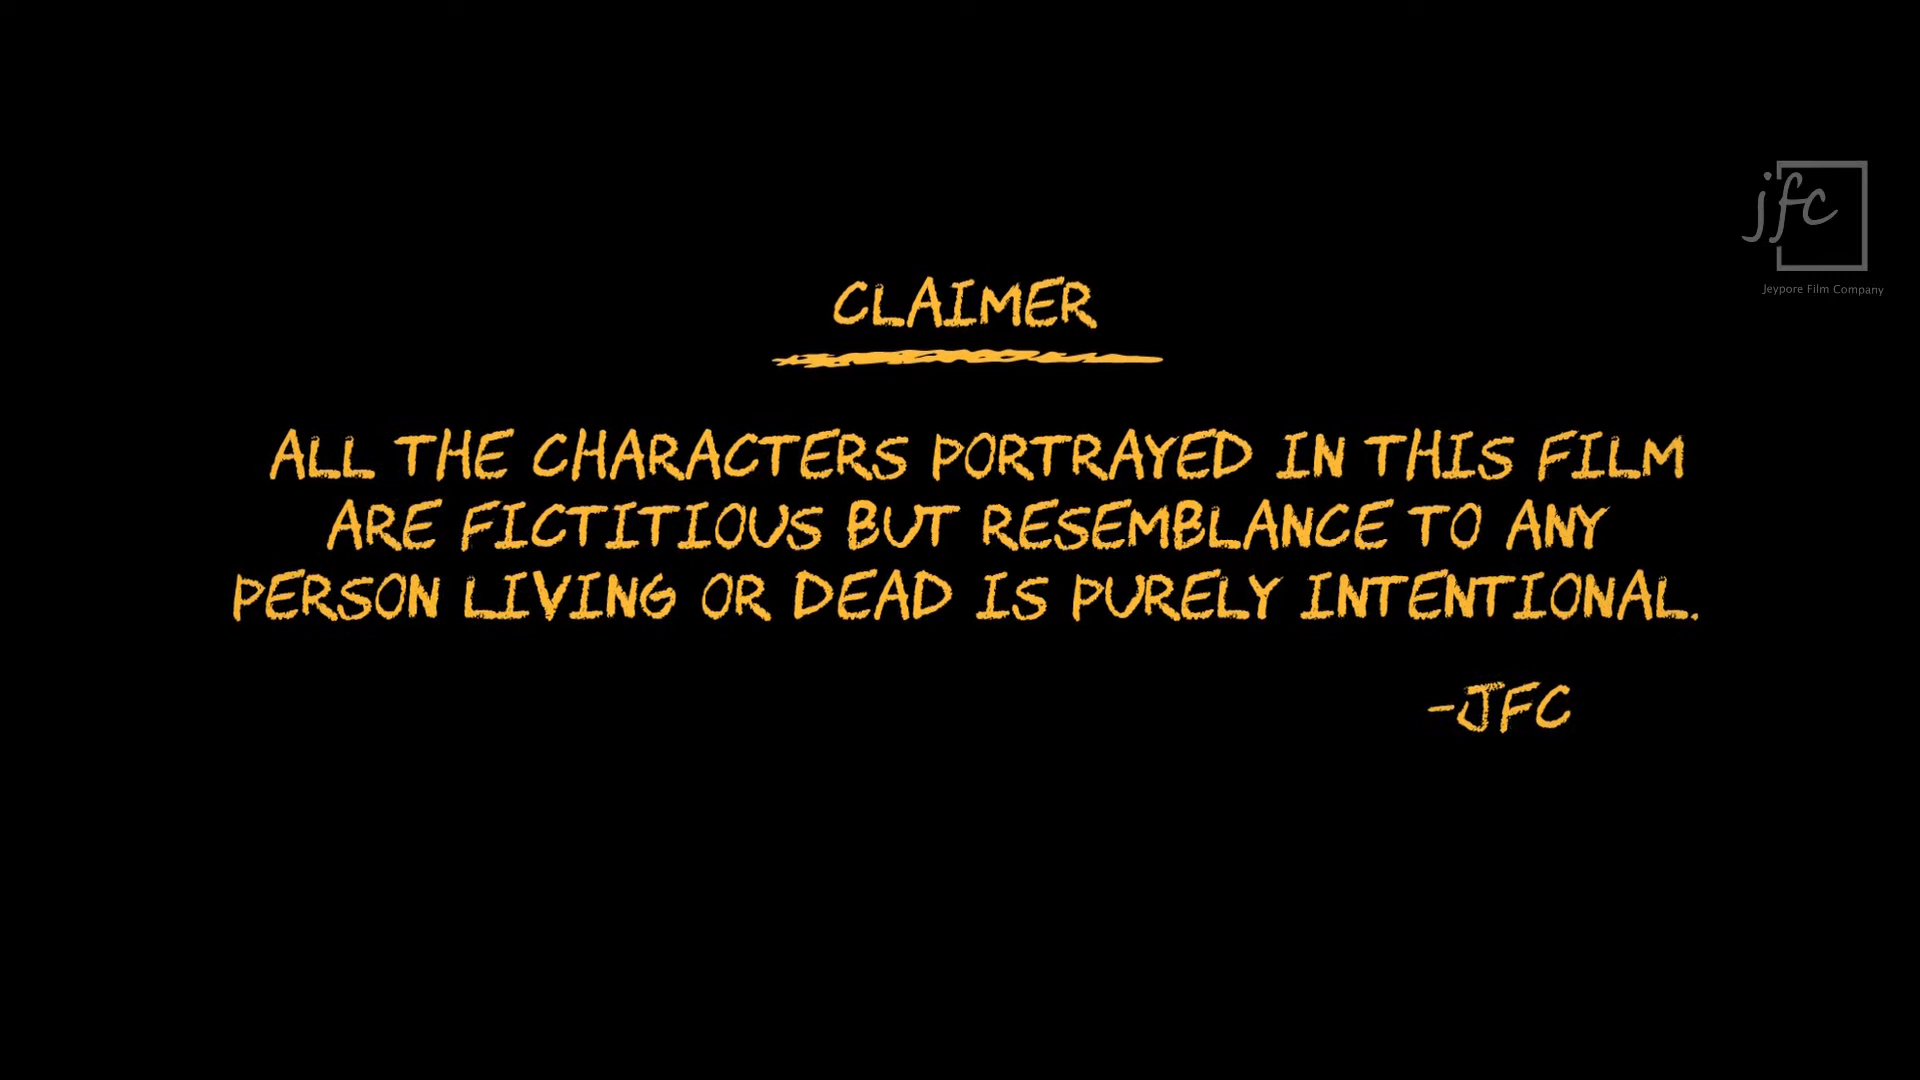 jfc
Jeypore Film Company
CLAIMER
ALL THE CHARACTERS PORTRAYED IN THIS FILM
ARE FICTITIOUS BUT RESEMBLANCE TO ANY
PERSON LIVING OR DEAD IS PURELY INTENTIONAL.
-JFC